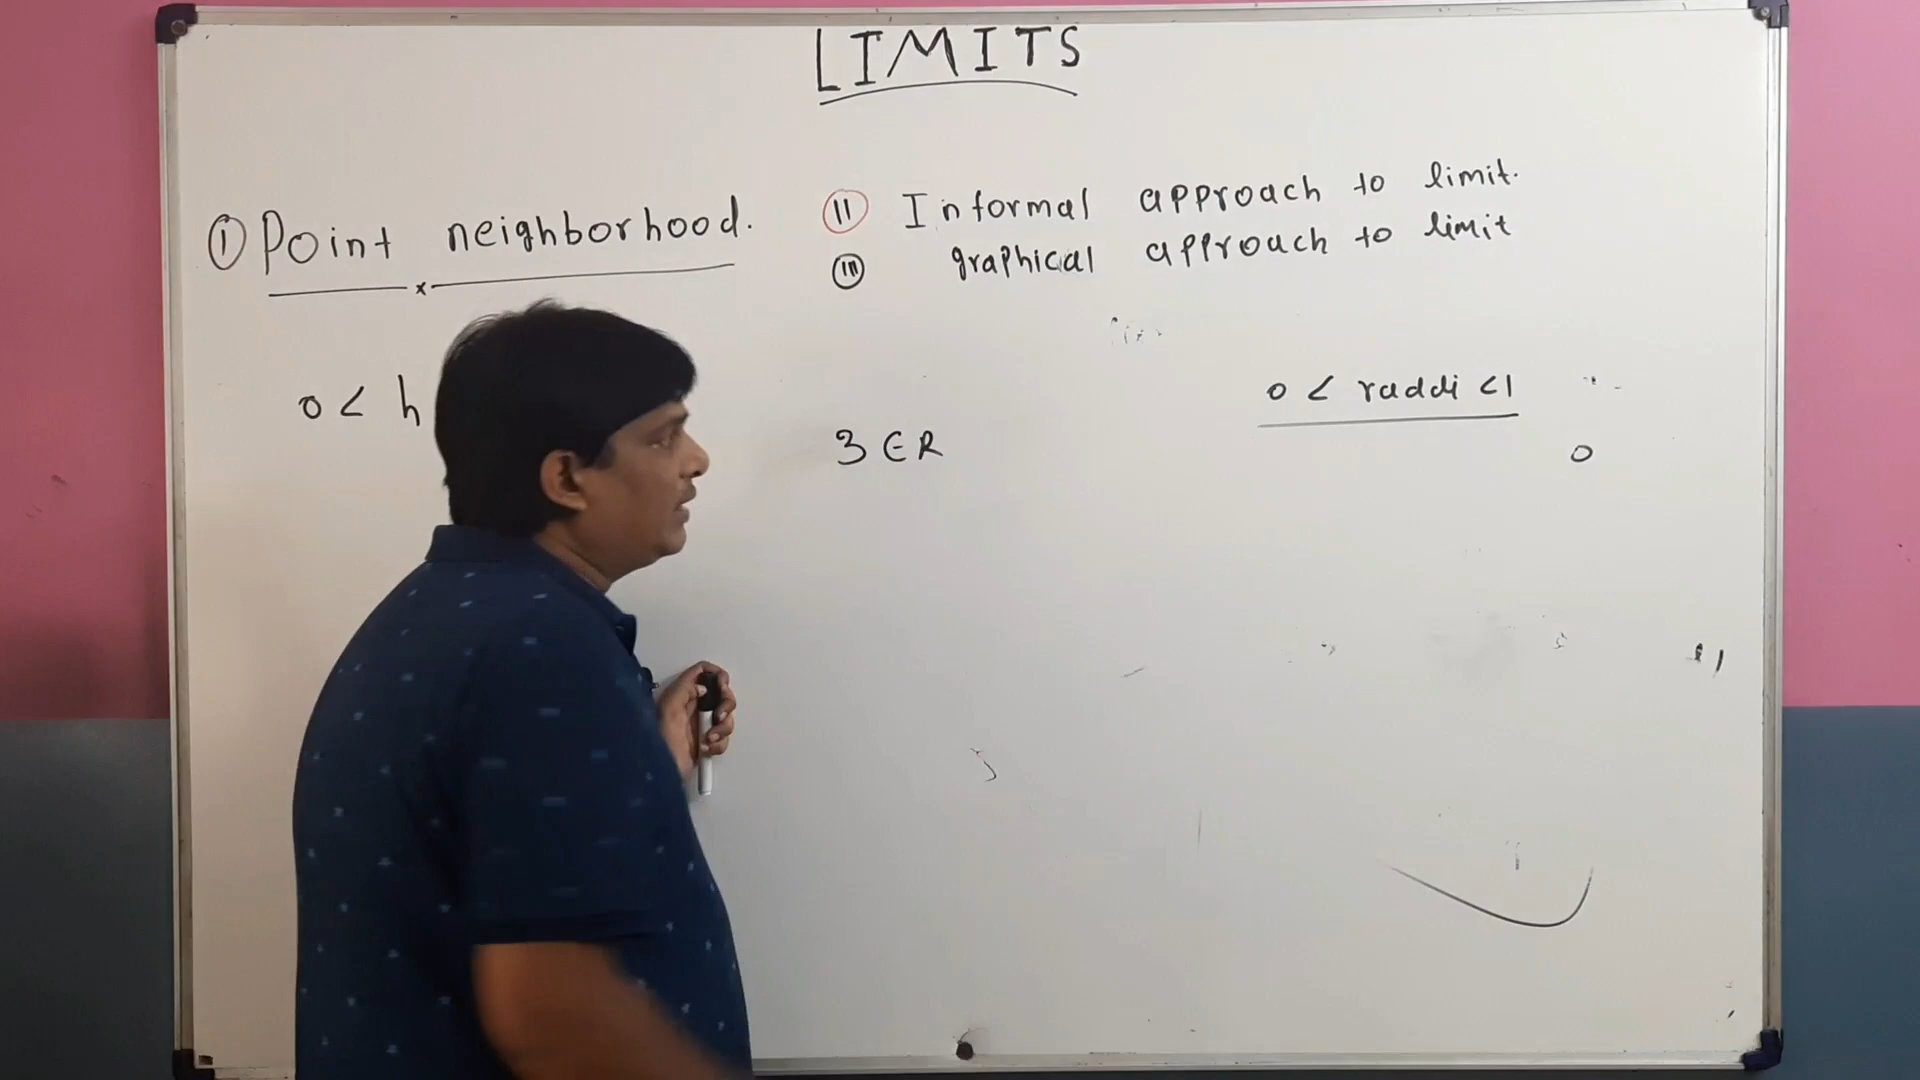 LIMITS
① Point neighborhood.
⑪ Informal approach to limit.
Ⓘⓘⓘ graphical approach to limit
0 < h
3 ∈ R
0 < raddi < 1
0